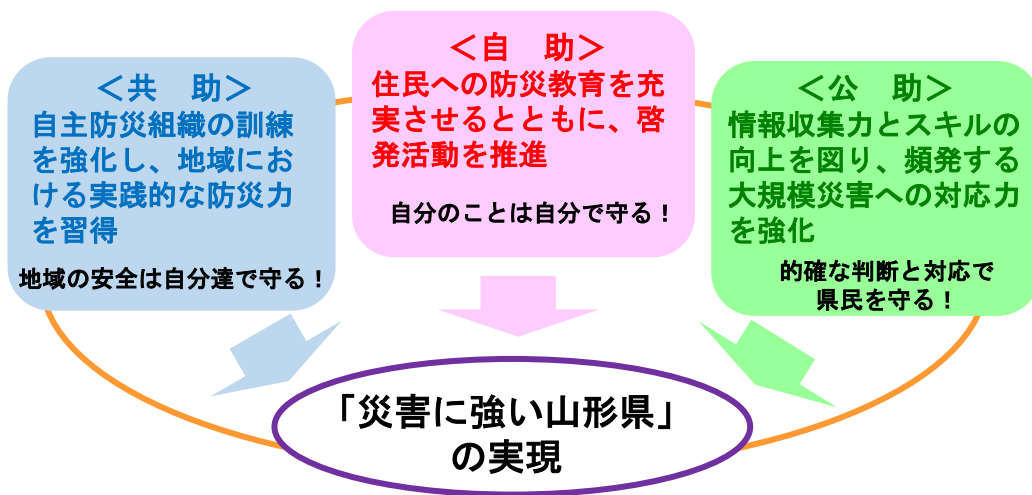 ＜共　助＞
自主防災組織の訓練
を強化し、地域にお
ける実践的な防災力
を習得
地域の安全は自分達で守る！
＜自　助＞
住民への防災教育を充
実させるとともに、啓
発活動を推進
自分のことは自分で守る！
＜公　助＞
情報収集力とスキルの
向上を図り、頻発する
大規模災害への対応力
を強化
的確な判断と対応で
県民を守る！
「災害に強い山形県」
の実現